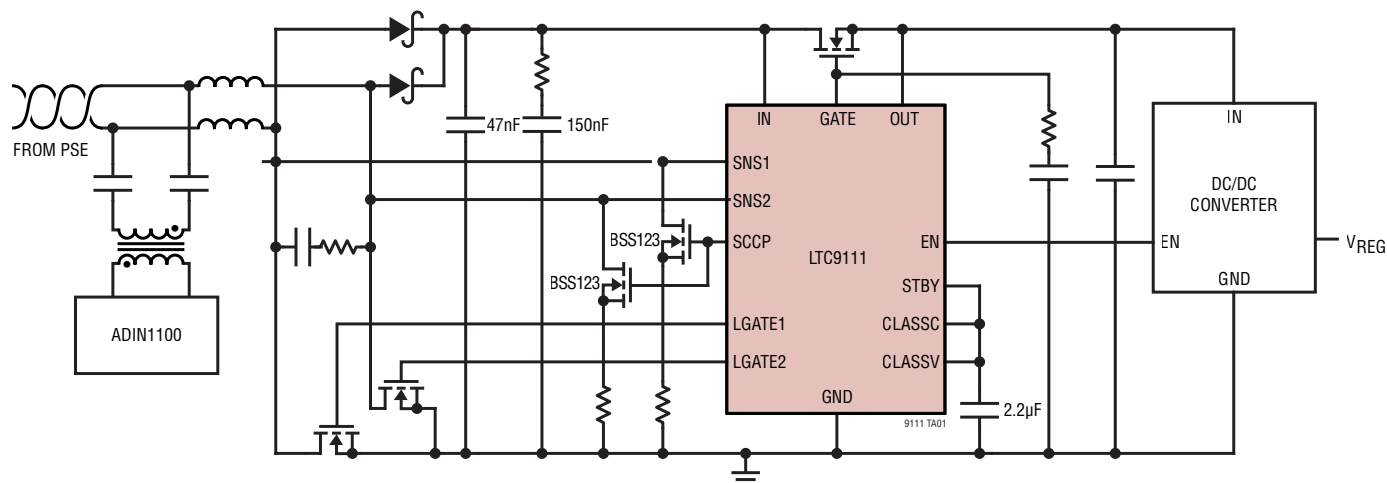 47nF
150nF
FROM PSE
ADIN1100
BSS123
BSS123
IN
GATE
OUT
SNS1
SNS2
SCCP
LGATE1
LGATE2
LTC9111
EN
STBY
CLASSC
CLASSV
GND
9111 TA01
2.2µF
IN
DC/DC
CONVERTER
EN
GND
VREG